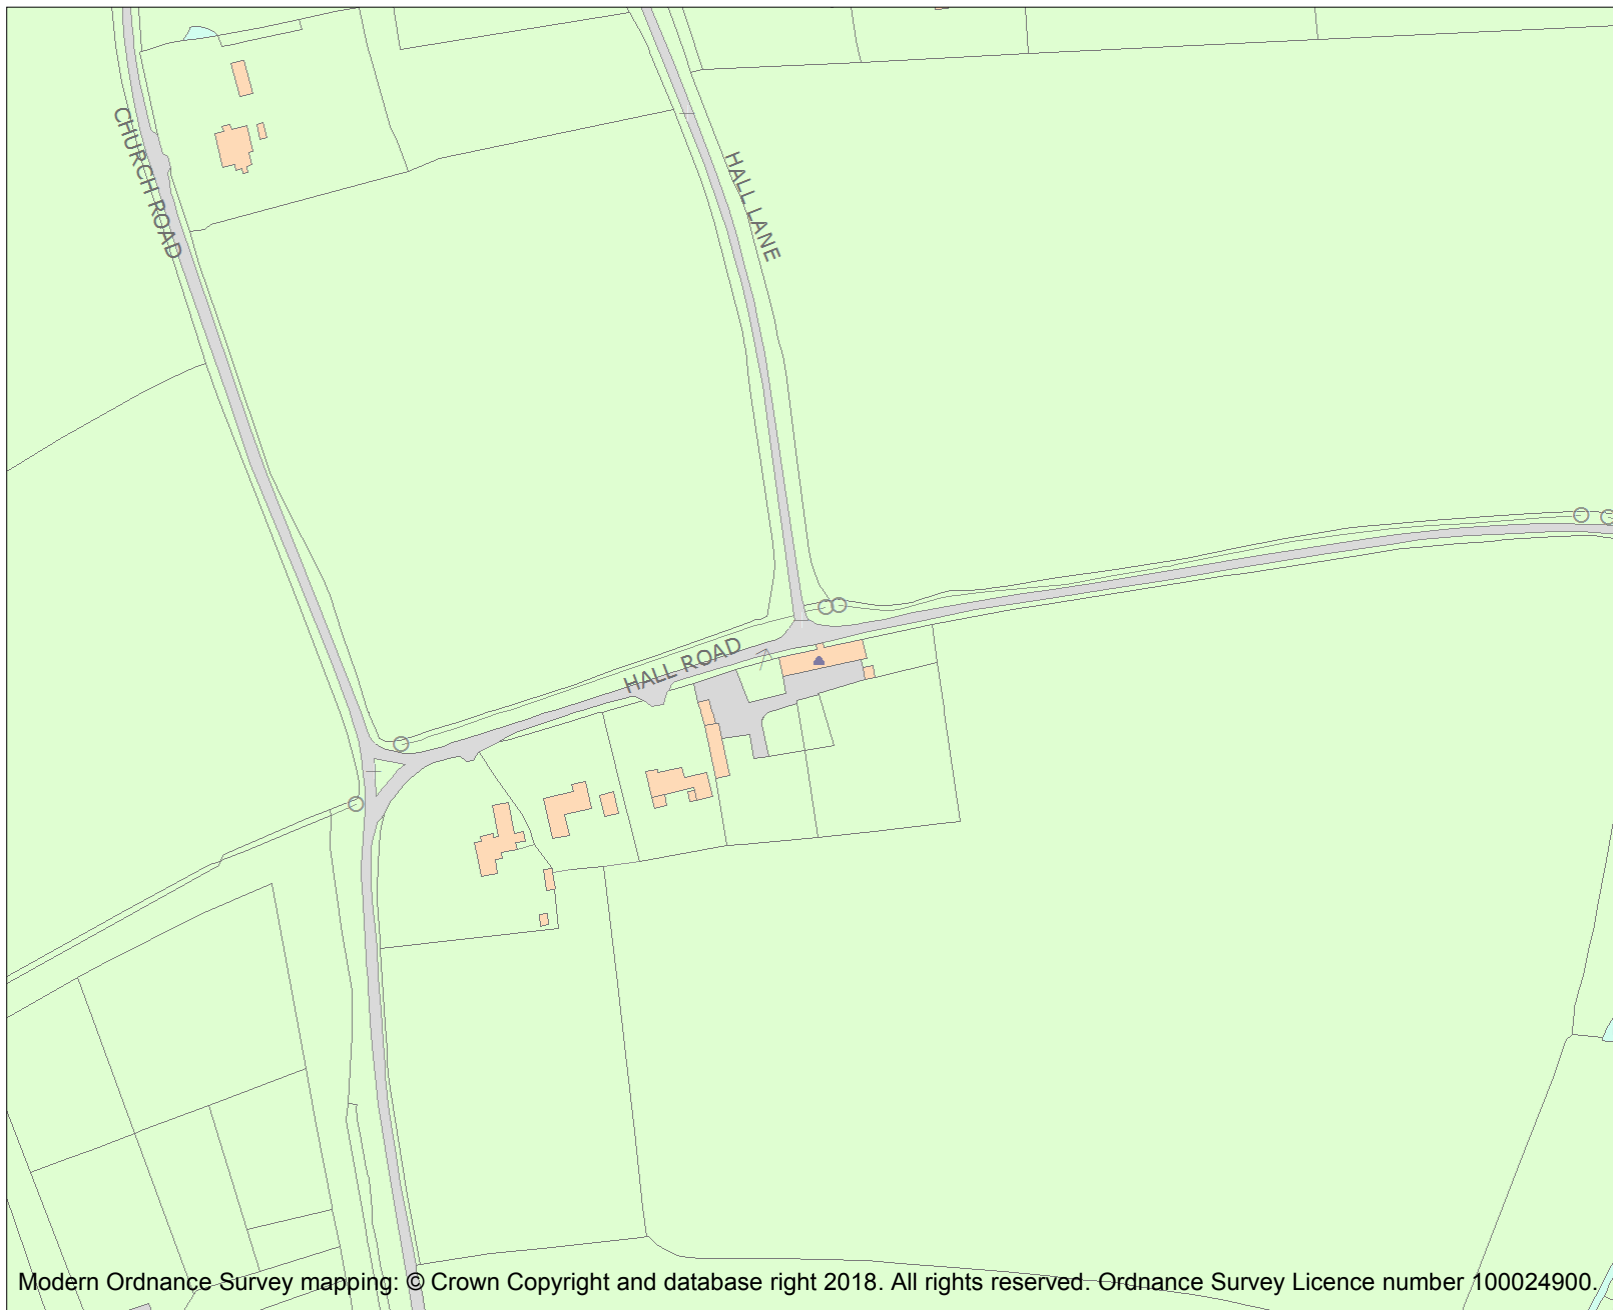 CHURCH ROAD
HALL LANE
HALL ROAD
Modern Ordnance Survey mapping: © Crown Copyright and database right 2018. All rights reserved. Ordnance Survey Licence number 100024900.